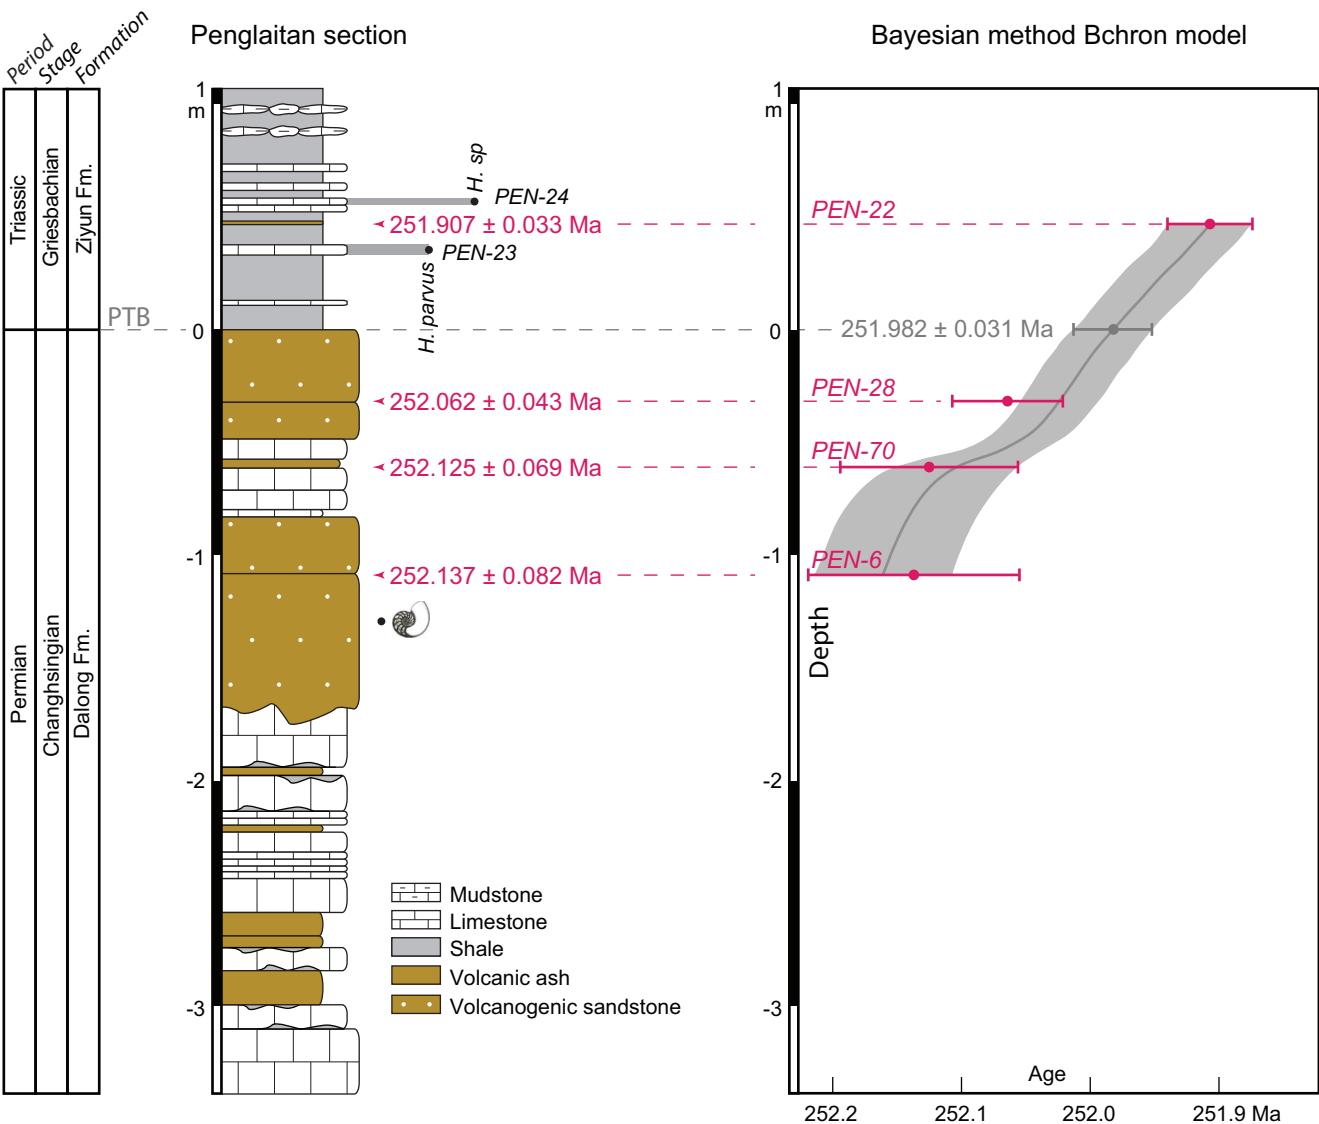 Period
Stage
Formation
Penglaitan section
Bayesian method Bchron model
1
m
1
m
Triassic
Griesbachian
Ziyun Fm.
H. sp
PEN-24
251.907 ± 0.033 Ma
PEN-22
PEN-23
H. parvus
PTB
0
0
251.982 ± 0.031 Ma
252.062 ± 0.043 Ma
PEN-28
252.125 ± 0.069 Ma
PEN-70
-1
-1
252.137 ± 0.082 Ma
PEN-6
Depth
Permian
Changhsingian
Dalong Fm.
-2
-2
Mudstone
Limestone
Shale
Volcanic ash
Volcanogenic sandstone
-3
-3
Age
252.2
252.1
252.0
251.9 Ma